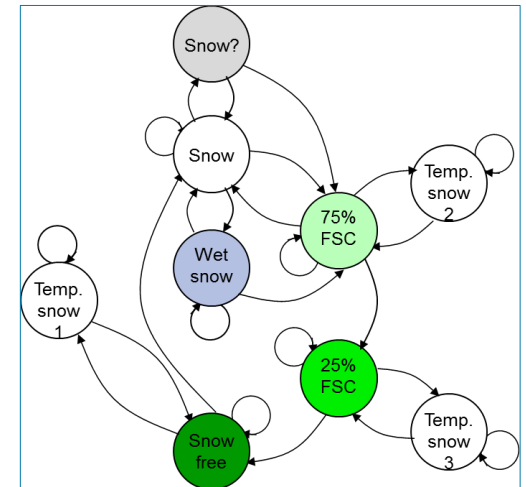 Snow?
Snow
Temp.
snow
2
75%
FSC
Wet
snow
Temp.
snow
1
25%
FSC
Temp.
snow
3
Snow
free